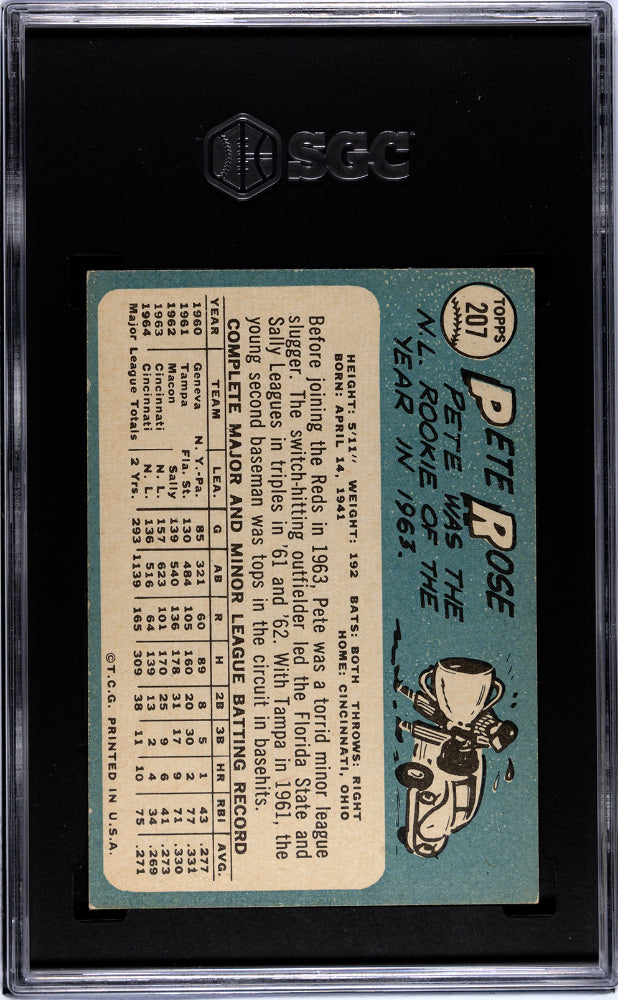 SGC
TOPPS
207
PETE ROSE
PETE WAS THE
N.L. ROOKIE OF THE
YEAR IN 1963.
HEIGHT: 5'11" WEIGHT: 192 BATS: BOTH THROWS: RIGHT
BORN: APRIL 14, 1941 HOME: CINCINNATI, OHIO
Before joining the Reds in 1963, Pete was a torrid minor league
slugger. The switch-hitting outfielder led the Florida State and
Sally Leagues in triples in '61 and '62. With Tampa in 1961, the
young second baseman was tops in the circuit in basehits.
COMPLETE MAJOR AND MINOR LEAGUE BATTING RECORD
YEAR TEAM LEA. G AB R H 2B 3B HR RBI AVG.
1960 Geneva N. Y.-Pa. 85 321 60 89 8 5 1 43 .277
1961 Tampa Fla. St. 130 484 105 160 20 30 2 77 .331
1962 Macon Sally 139 540 136 178 31 17 9 71 .330
1963 Cincinnati N. L. 157 623 101 170 25 9 6 41 .273
1964 Cincinnati N. L. 136 516 64 139 13 2 4 34 .269
Major League Totals 2 Yrs. 293 1139 165 309 38 11 10 75 .271
©T.C.G. PRINTED IN U.S.A.